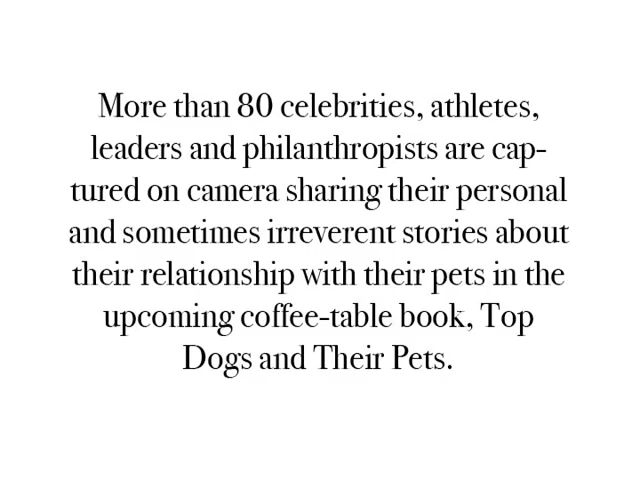 More than 80 celebrities, athletes,
leaders and philanthropists are cap-
tured on camera sharing their personal
and sometimes irreverent stories about
their relationship with their pets in the
upcoming coffee-table book, Top
Dogs and Their Pets.